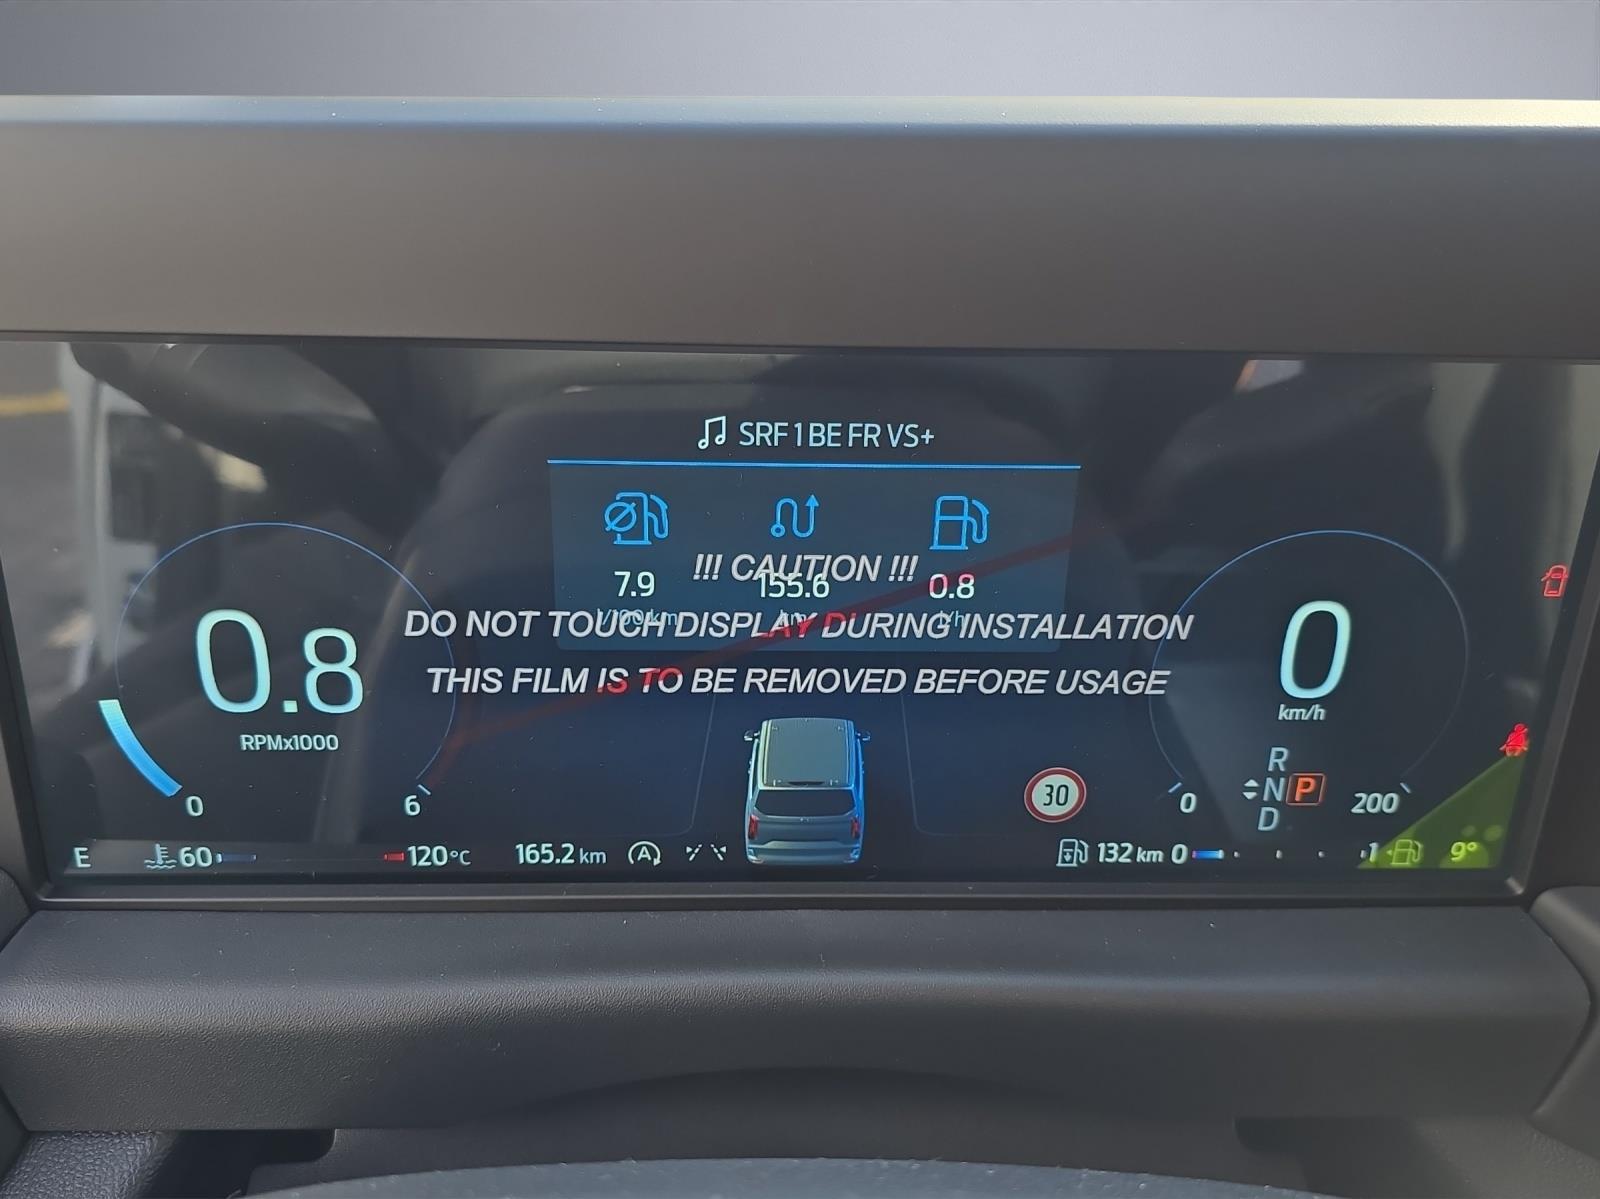 SRF 1 BE FR VS+
!!! CAUTION !!!
7.9 155.6 0.8
l/100km km l/h
DO NOT TOUCH DISPLAY DURING INSTALLATION
THIS FILM IS TO BE REMOVED BEFORE USAGE
0.8
RPMx1000
0 6
0
km/h
R
N P
D
0 200
30
E 60 120°C 165.2 km A 132 km 0 1 9°